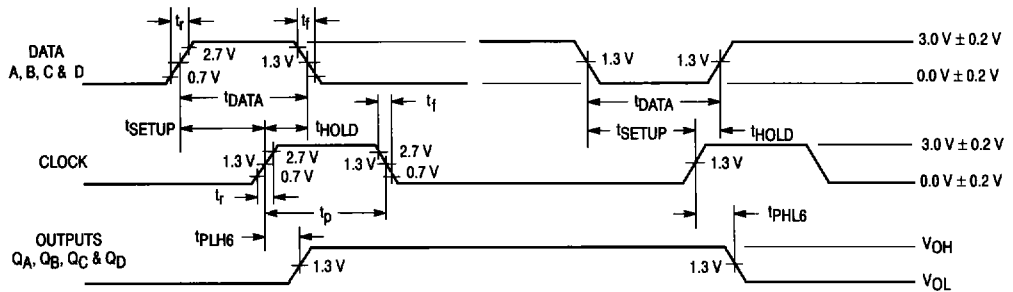 tr
tf
DATA
A, B, C & D
2.7 V
0.7 V
1.3 V
1.3 V
1.3 V
3.0 V ± 0.2 V
0.0 V ± 0.2 V
tDATA
tDATA
tf
tSETUP
tHOLD
tSETUP
tHOLD
CLOCK
1.3 V
2.7 V
0.7 V
1.3 V
2.7 V
0.7 V
1.3 V
3.0 V ± 0.2 V
0.0 V ± 0.2 V
tr
tp
tPLH6
tPHL6
OUTPUTS
QA, QB, QC & QD
1.3 V
1.3 V
VOH
VOL